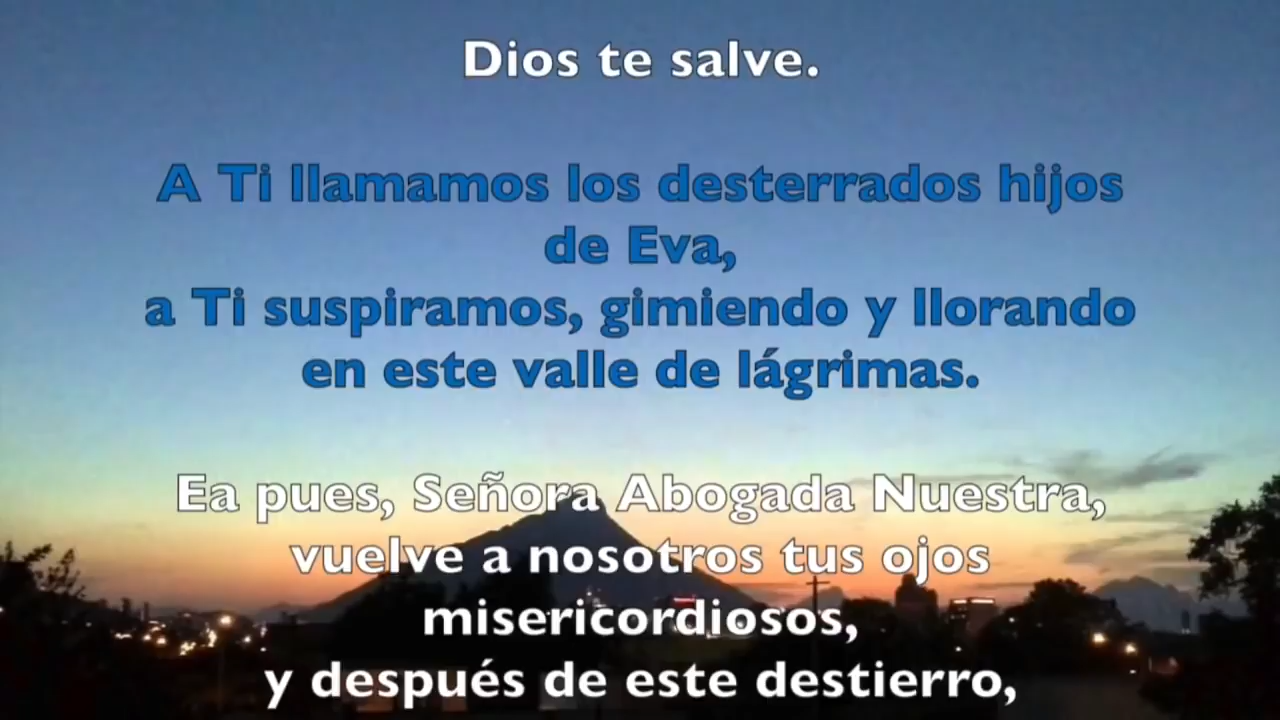 Dios te salve.
A Ti llamamos los desterrados hijos
de Eva,
a Ti suspiramos, gimiendo y llorando
en este valle de lágrimas.
Ea pues, Señora Abogada Nuestra,
vuelve a nosotros tus ojos
misericordiosos,
y después de este destierro,